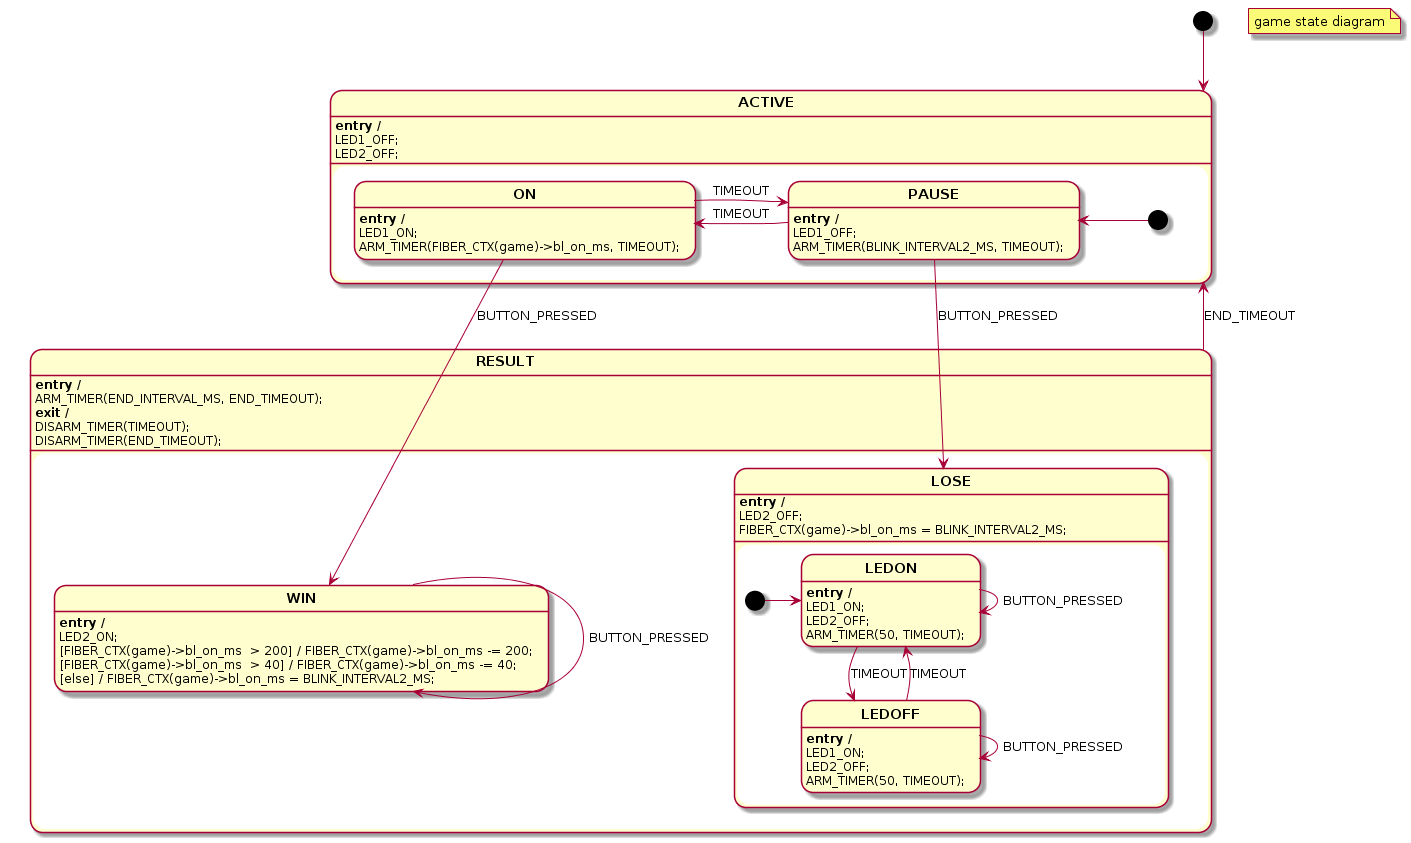 game state diagram
ACTIVE
entry /
LED1_OFF;
LED2_OFF;
ON
entry /
LED1_ON;
ARM_TIMER(FIBER_CTX(game)->bl_on_ms, TIMEOUT);
TIMEOUT
TIMEOUT
PAUSE
entry /
LED1_OFF;
ARM_TIMER(BLINK_INTERVAL2_MS, TIMEOUT);
BUTTON_PRESSED
BUTTON_PRESSED
END_TIMEOUT
RESULT
entry /
ARM_TIMER(END_INTERVAL_MS, END_TIMEOUT);
exit /
DISARM_TIMER(TIMEOUT);
DISARM_TIMER(END_TIMEOUT);
WIN
entry /
LED2_ON;
[FIBER_CTX(game)->bl_on_ms  > 200] / FIBER_CTX(game)->bl_on_ms -= 200;
[FIBER_CTX(game)->bl_on_ms  > 40] / FIBER_CTX(game)->bl_on_ms -= 40;
[else] / FIBER_CTX(game)->bl_on_ms = BLINK_INTERVAL2_MS;
BUTTON_PRESSED
LOSE
entry /
LED2_OFF;
FIBER_CTX(game)->bl_on_ms = BLINK_INTERVAL2_MS;
LEDON
entry /
LED1_ON;
LED2_OFF;
ARM_TIMER(50, TIMEOUT);
BUTTON_PRESSED
TIMEOUT
TIMEOUT
LEDOFF
entry /
LED1_ON;
LED2_OFF;
ARM_TIMER(50, TIMEOUT);
BUTTON_PRESSED